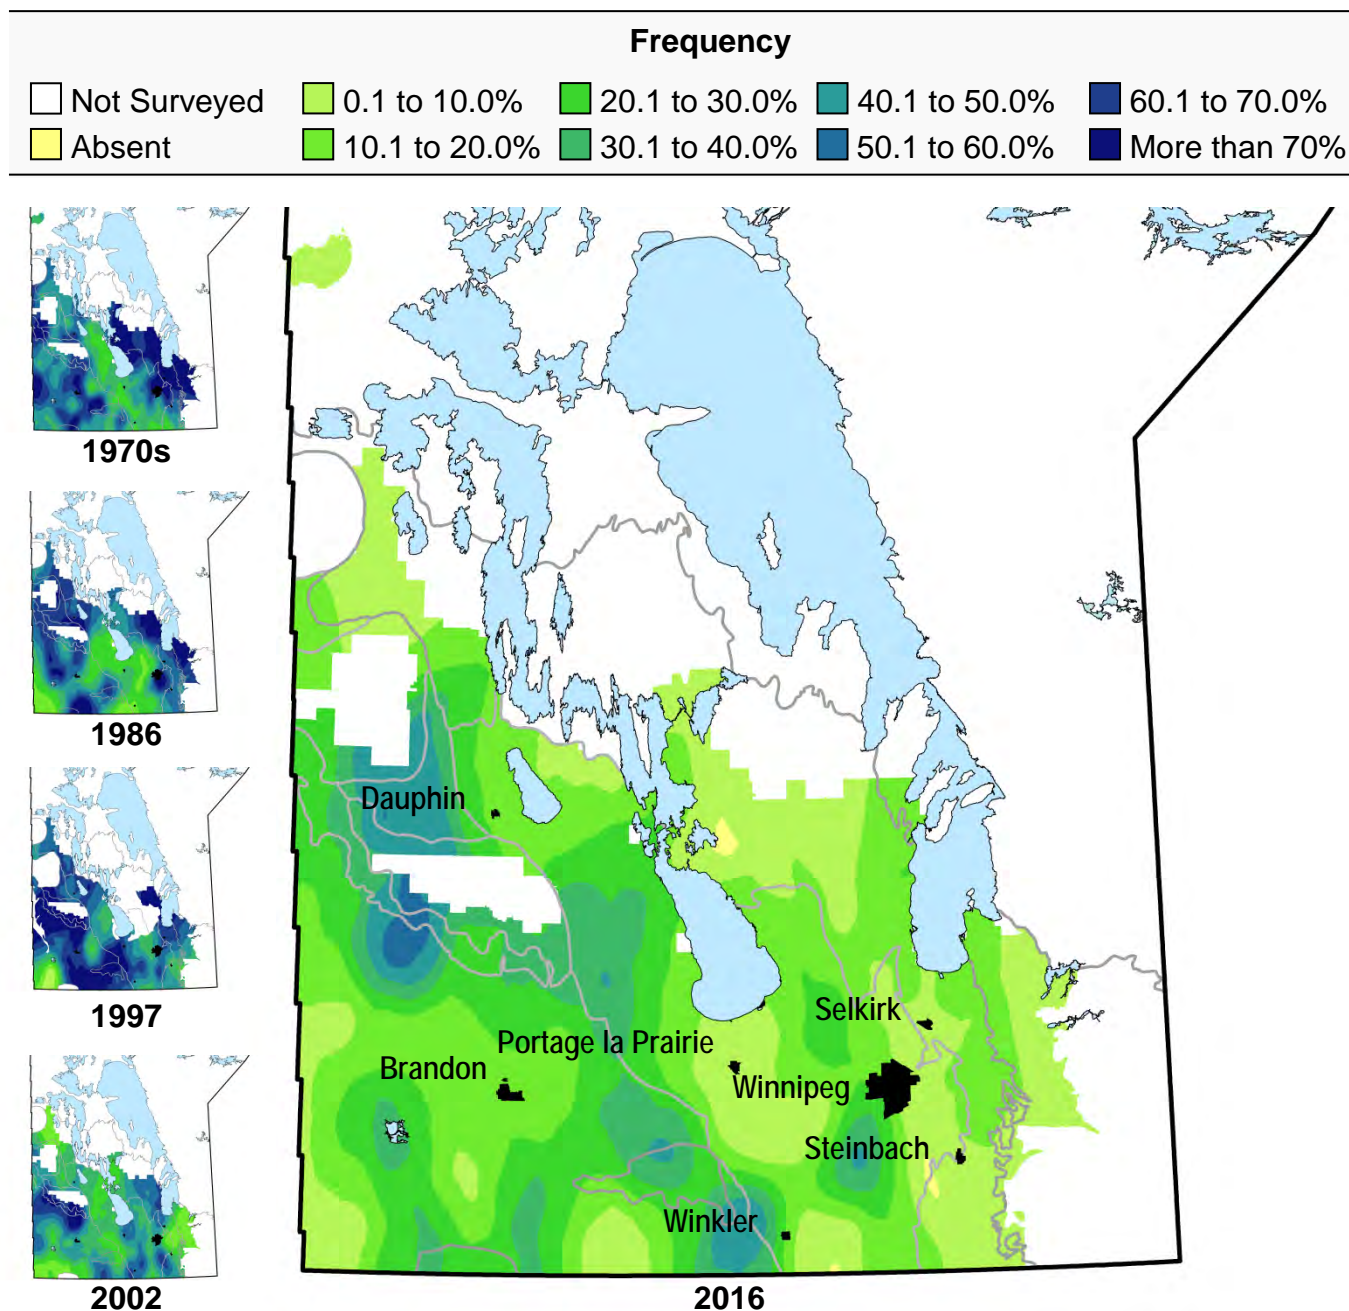 Frequency
Not Surveyed 0.1 to 10.0% 20.1 to 30.0% 40.1 to 50.0% 60.1 to 70.0%
Absent 10.1 to 20.0% 30.1 to 40.0% 50.1 to 60.0% More than 70%
1970s
1986
1997
2002
Dauphin
Selkirk
Portage la Prairie
Brandon
Winnipeg
Steinbach
Winkler
2016